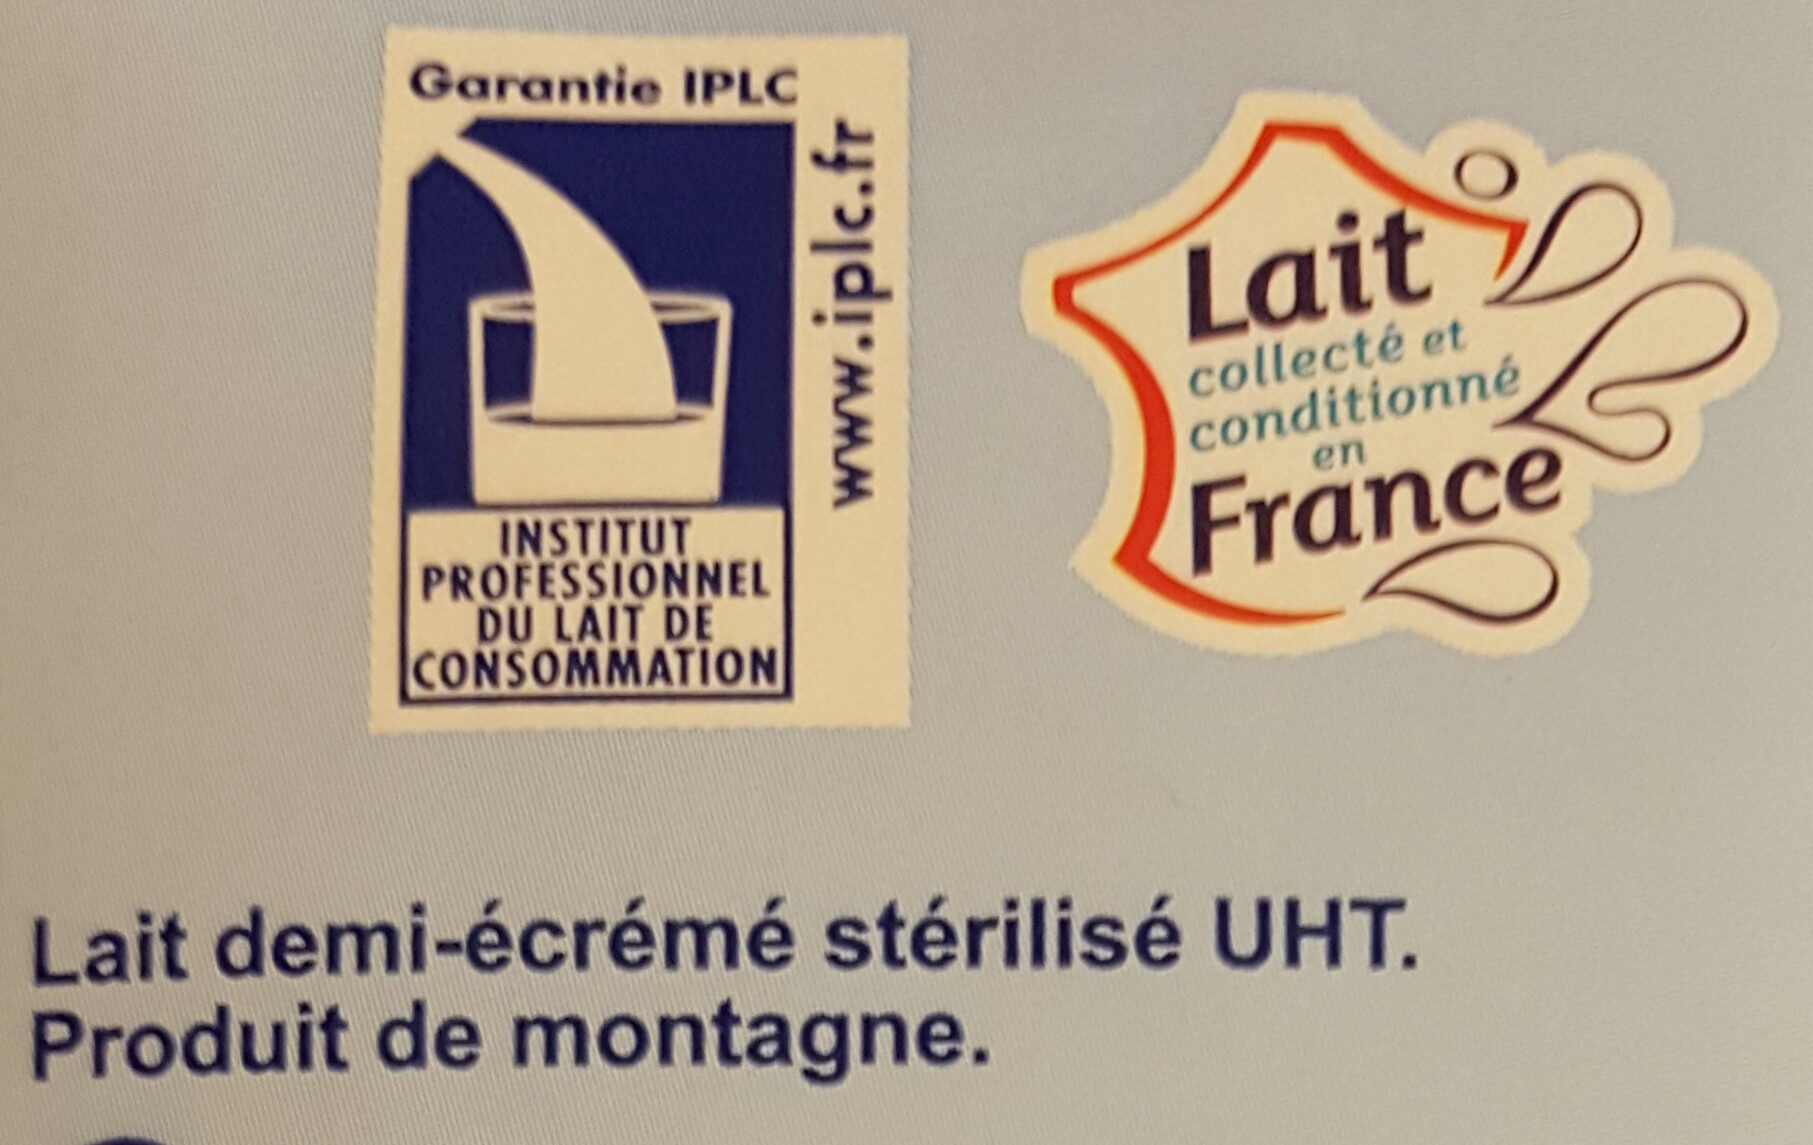 Garantie IPLC
www.iplc.fr
INSTITUT
PROFESSIONNEL
DU LAIT DE
CONSOMMATION
Lait
collecté et
conditionné
en
France
Lait demi-écrémé stérilisé UHT.
Produit de montagne.